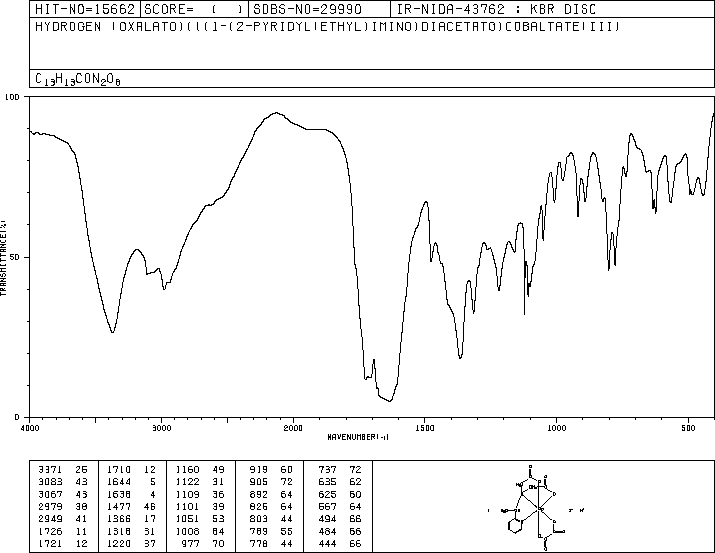 HIT-NO=15662 SCORE= ( ) SDBS-NO=29990 IR-NIDA-43762 : KBR DISC
HYDROGEN (OXALATO)(((1-(2-PYRIDYL)ETHYL)IMINO)DIACETATO)COBALTATE(III)
C13H13CON2O8
100
50
0
TRANSMITTANCE(%)
4000 3000 2000 1500 1000 500
WAVENUMBER(-1)
3371 26 1710 12 1160 49 919 60 737 72
3083 43 1644 5 1122 31 905 72 635 62
3067 43 1638 4 1109 36 892 64 625 60
2979 38 1477 46 1101 39 826 64 567 64
2949 41 1366 17 1051 53 803 44 494 66
1726 11 1318 31 1008 84 789 55 484 66
1721 12 1220 37 977 70 778 44 444 66